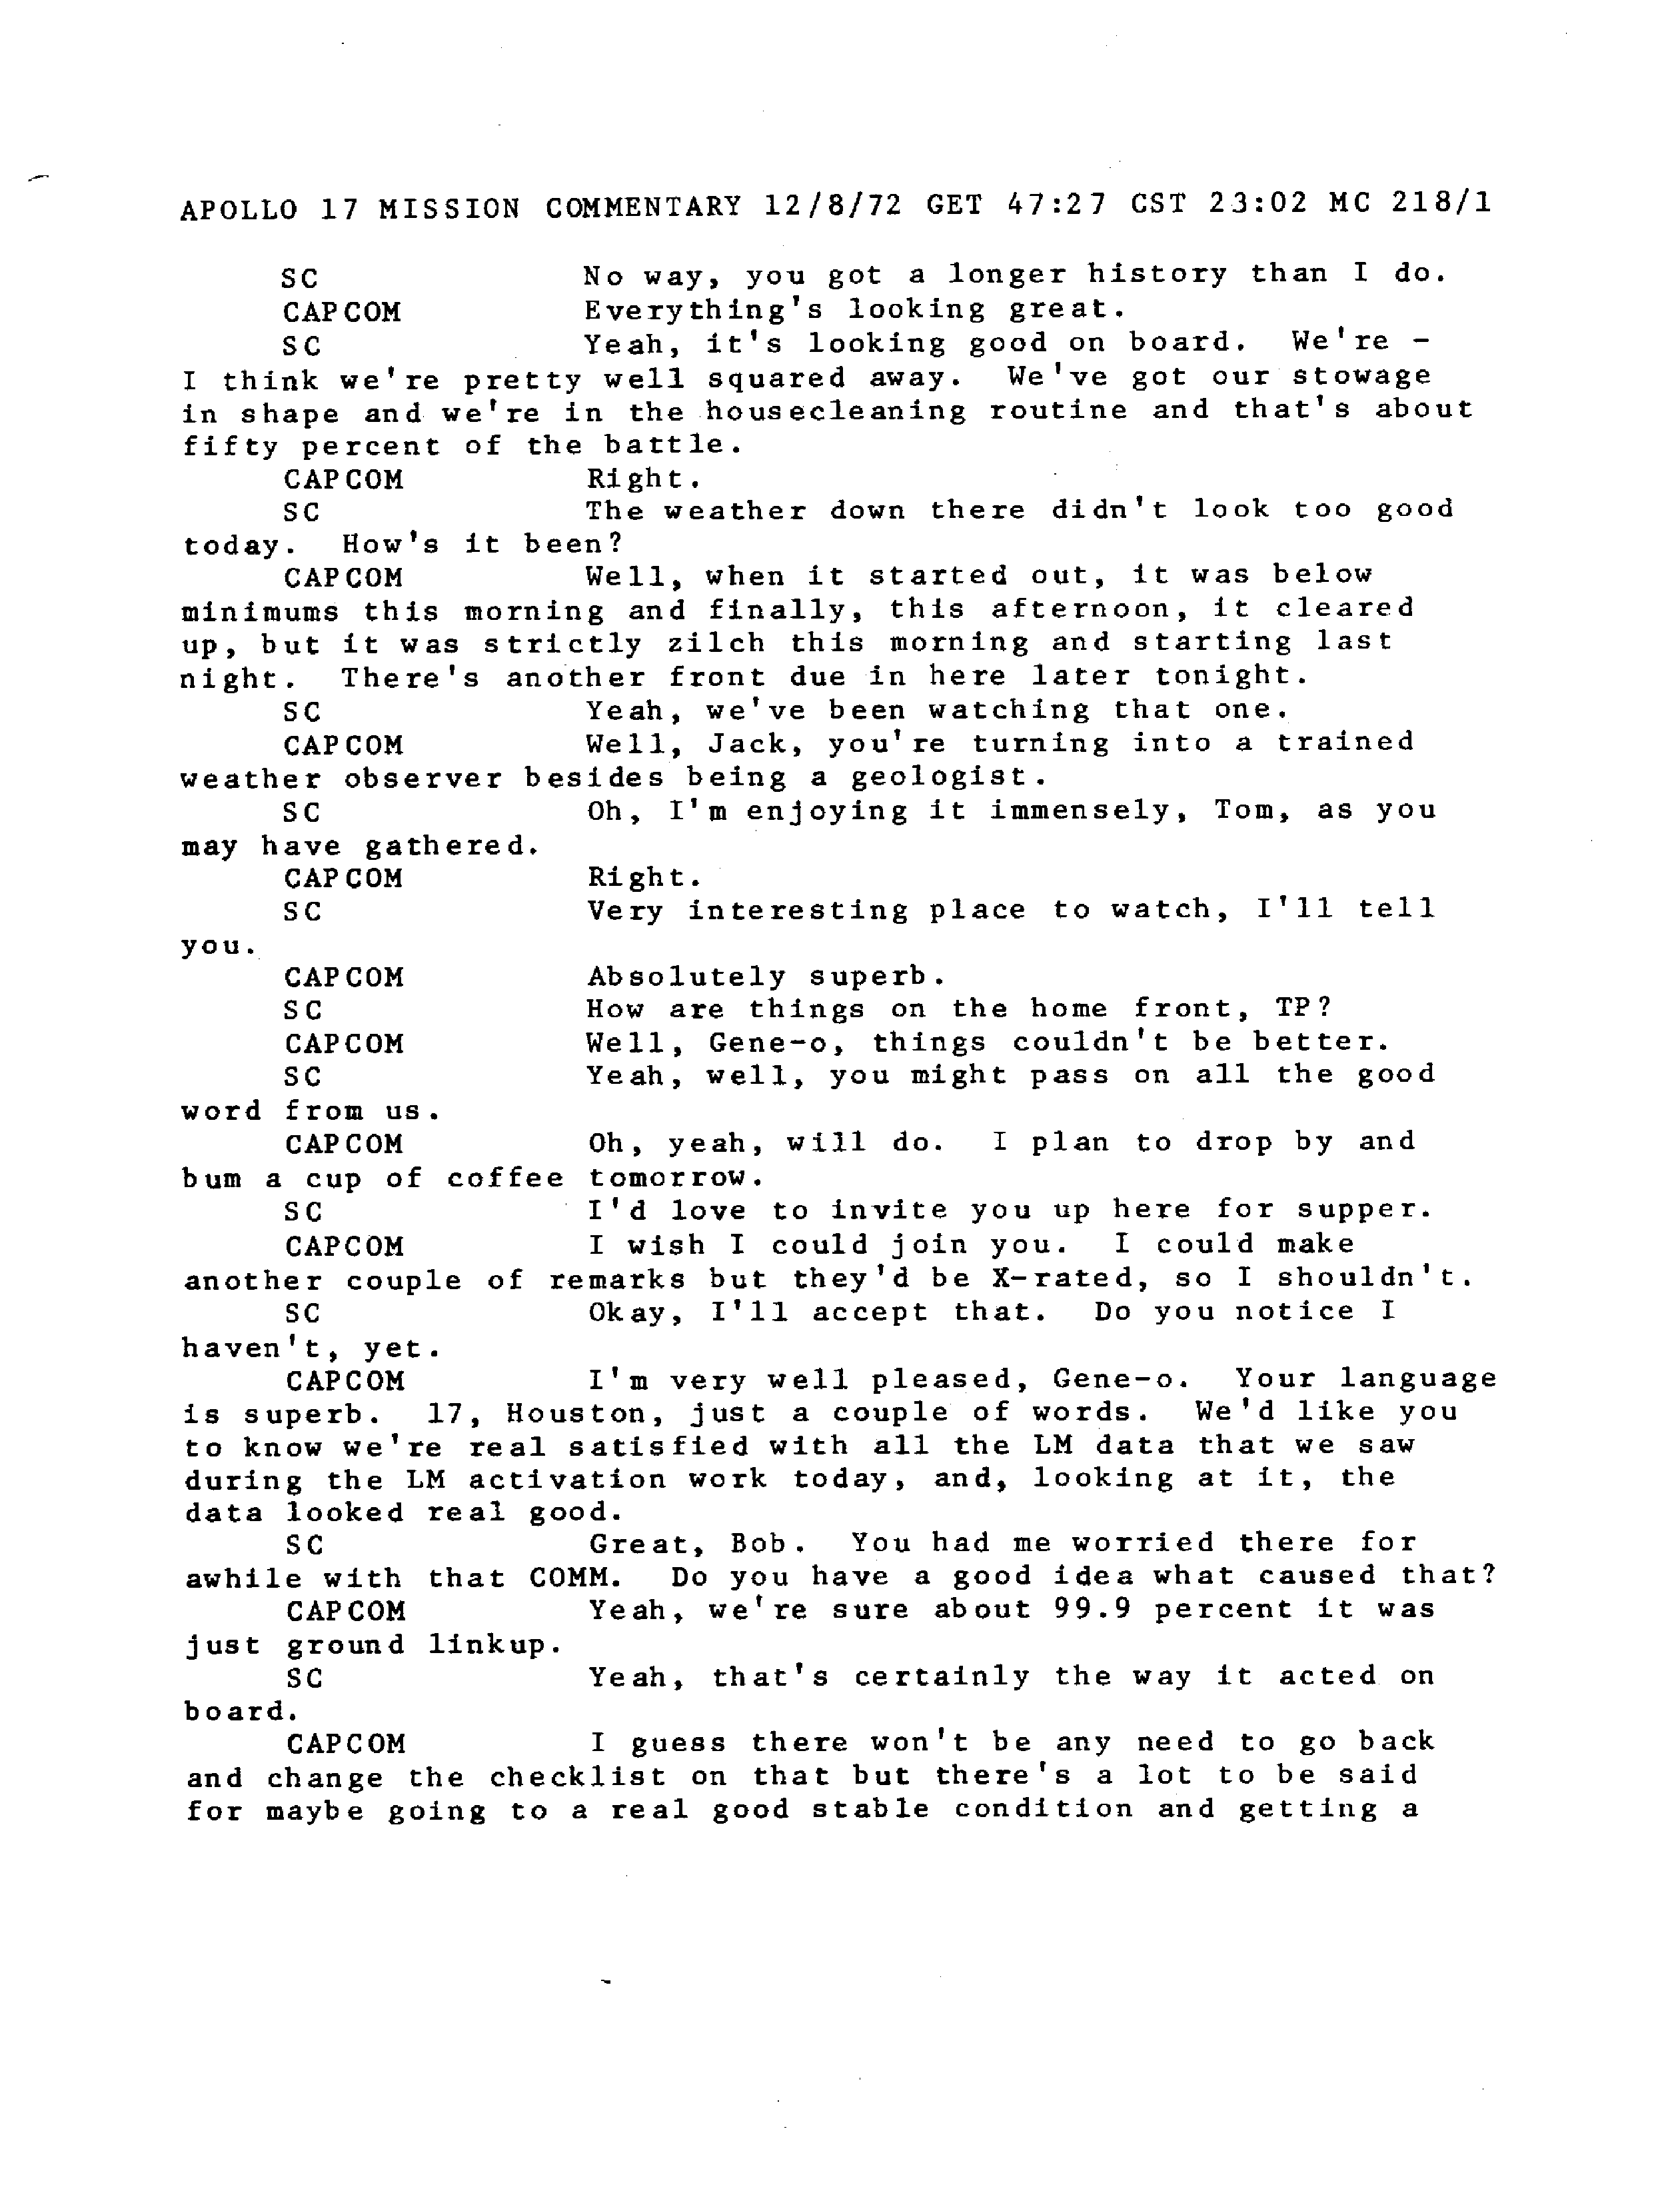 APOLLO 17 MISSION COMMENTARY 12/8/72 GET 47:27 CST 23:02 MC 218/1
SC No way, you got a longer history than I do.
CAPCOM Everything's looking great.
SC Yeah, it's looking good on board. We're -
I think we're pretty well squared away. We've got our stowage
in shape and we're in the housecleaning routine and that's about
fifty percent of the battle.
CAPCOM Right.
SC The weather down there didn't look too good
today. How's it been?
CAPCOM Well, when it started out, it was below
minimums this morning and finally, this afternoon, it cleared
up, but it was strictly zilch this morning and starting last
night. There's another front due in here later tonight.
SC Yeah, we've been watching that one.
CAPCOM Well, Jack, you're turning into a trained
weather observer besides being a geologist.
SC Oh, I'm enjoying it immensely, Tom, as you
may have gathered.
CAPCOM Right.
SC Very interesting place to watch, I'll tell
you.
CAPCOM Absolutely superb.
SC How are things on the home front, TP?
CAPCOM Well, Gene-o, things couldn't be better.
SC Yeah, well, you might pass on all the good
word from us.
CAPCOM Oh, yeah, will do. I plan to drop by and
bum a cup of coffee tomorrow.
SC I'd love to invite you up here for supper.
CAPCOM I wish I could join you. I could make
another couple of remarks but they'd be X-rated, so I shouldn't.
SC Okay, I'll accept that. Do you notice I
haven't, yet.
CAPCOM I'm very well pleased, Gene-o. Your language
is superb. 17, Houston, just a couple of words. We'd like you
to know we're real satisfied with all the LM data that we saw
during the LM activation work today, and, looking at it, the
data looked real good.
SC Great, Bob. You had me worried there for
awhile with that COMM. Do you have a good idea what caused that?
CAPCOM Yeah, we're sure about 99.9 percent it was
just ground linkup.
SC Yeah, that's certainly the way it acted on
board.
CAPCOM I guess there won't be any need to go back
and change the checklist on that but there's a lot to be said
for maybe going to a real good stable condition and getting a